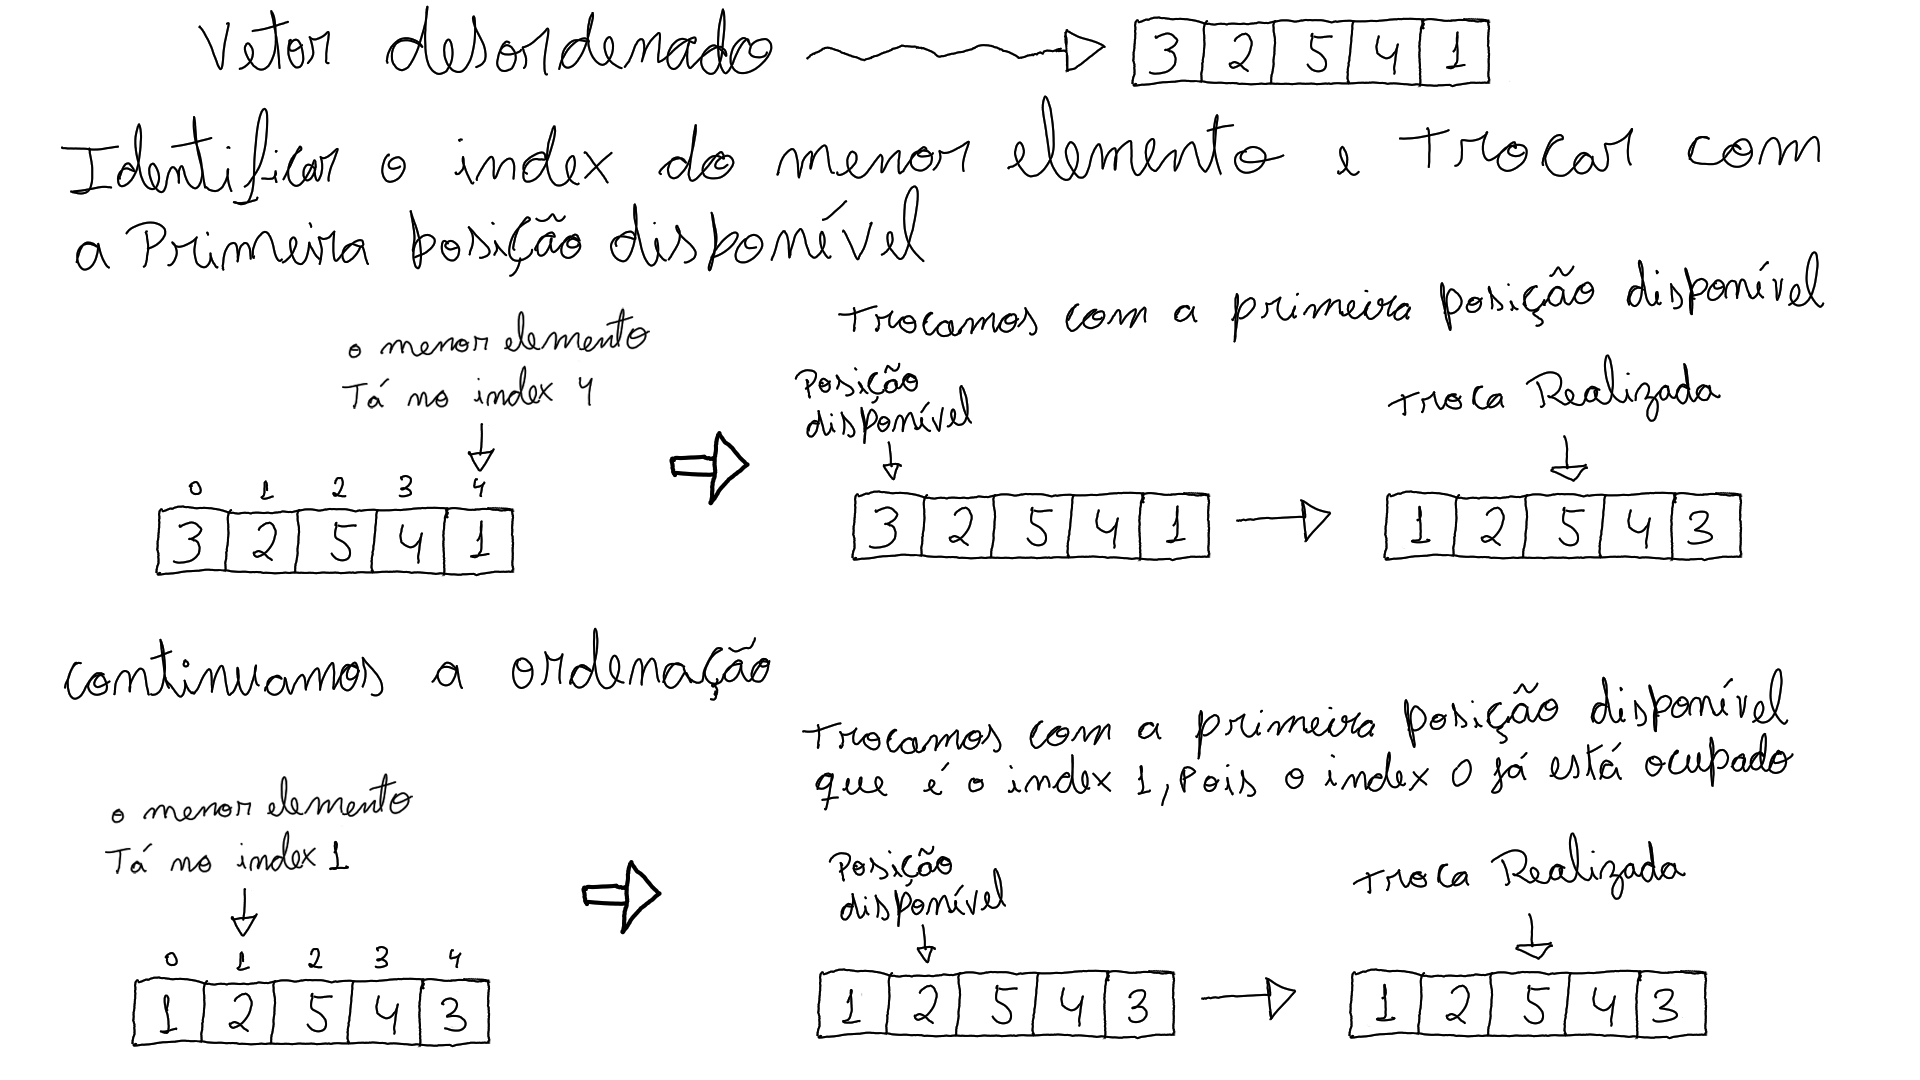 Vetor desordenado 3 2 5 4 1
Identificar o index do menor elemento e Trocar com
a Primeira posição disponível
o menor elemento
Tá no index 4
0 1 2 3 4
3 2 5 4 1
Trocamos com a primeira posição disponível
Posição
disponível
3 2 5 4 1
Troca Realizada
1 2 5 4 3
continuamos a ordenação
o menor elemento
Tá no index 1
0 1 2 3 4
1 2 5 4 3
Trocamos com a primeira posição disponível
que é o index 1, Pois o index 0 já está ocupado
Posição
disponível
1 2 5 4 3
Troca Realizada
1 2 5 4 3